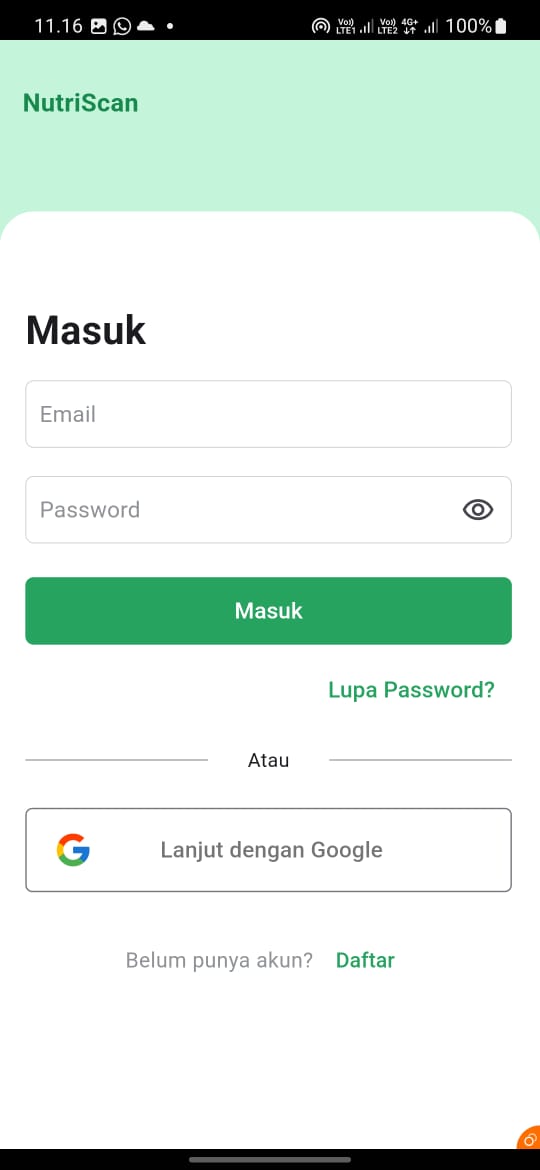 11.16
Vo)) LTE1 Vo)) LTE2 4G+ 100%
NutriScan
Masuk
Email
Password
Masuk
Lupa Password?
Atau
Lanjut dengan Google
Belum punya akun? Daftar